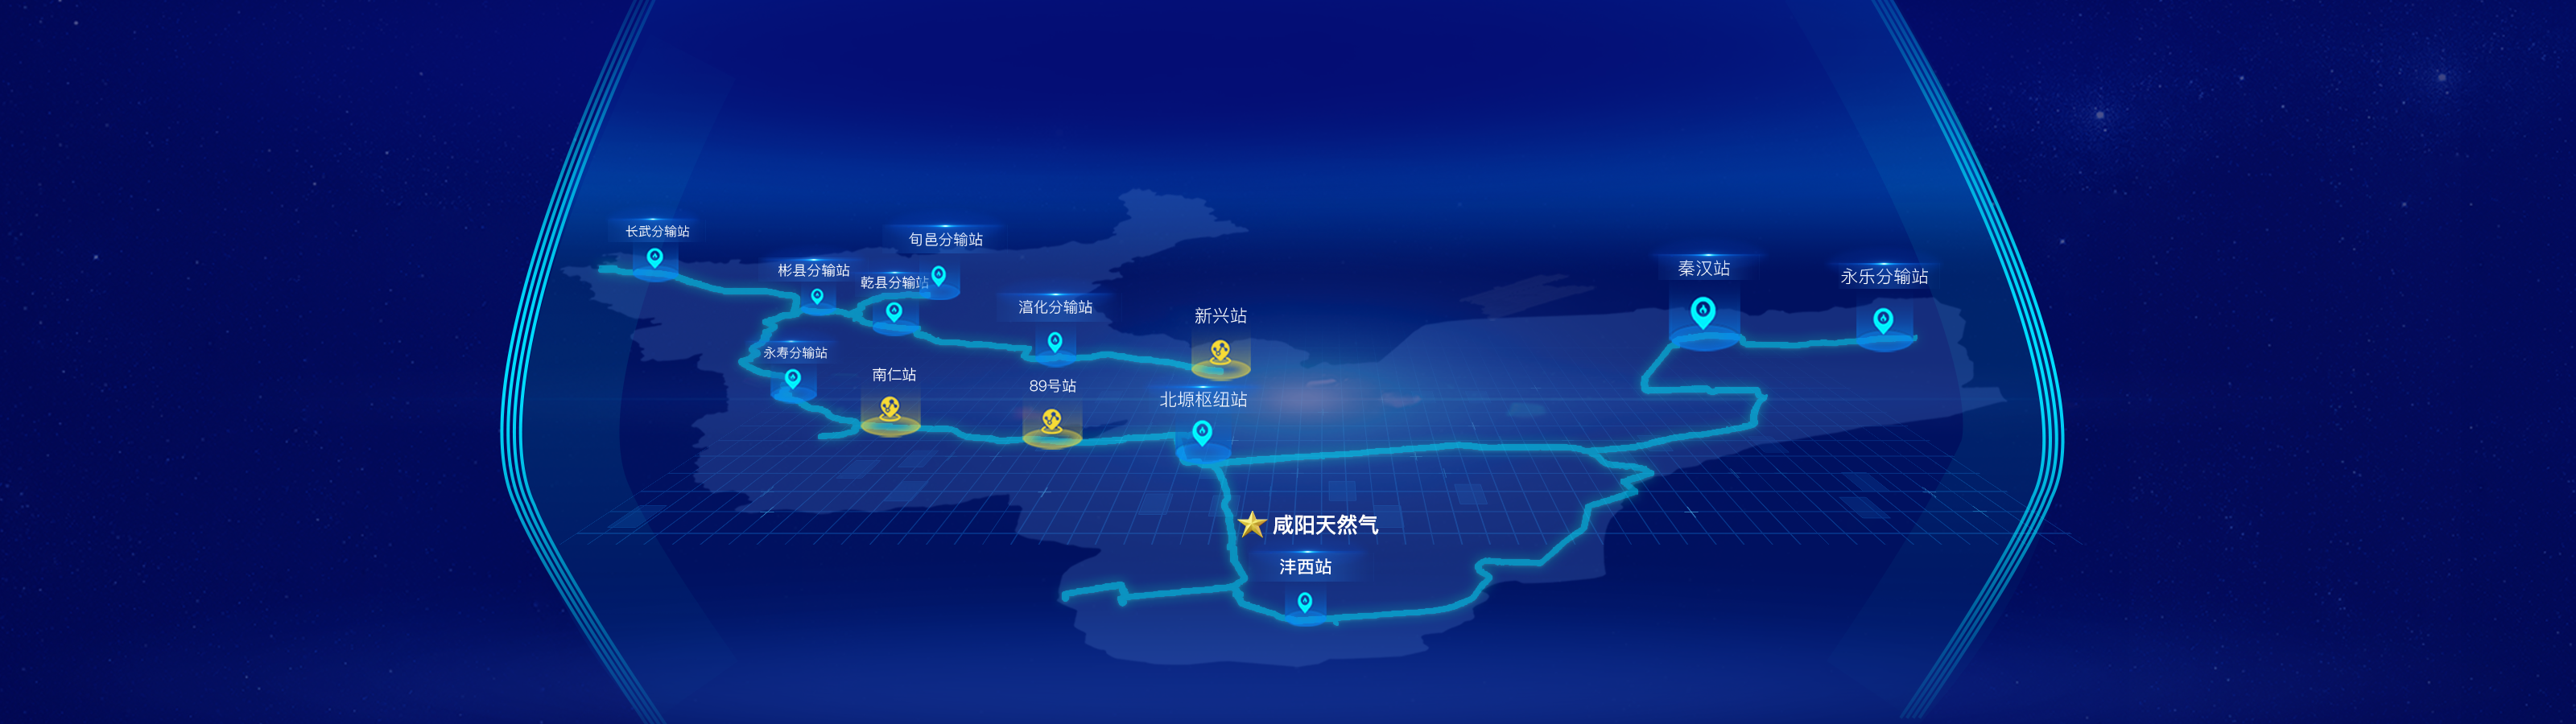 长武分输站
旬邑分输站
彬县分输站
乾县分输站
秦汉站
永乐分输站
淳化分输站
新兴站
永寿分输站
南仁站
89号站
北塬枢纽站
咸阳天然气
沣西站